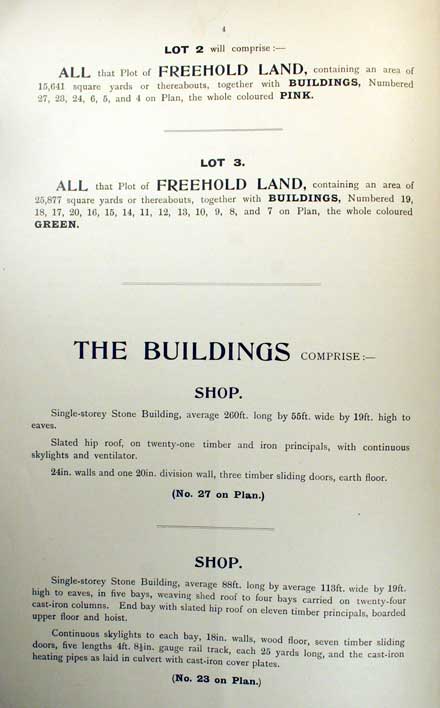 4
LOT 2 will comprise:—
ALL that Plot of FREEHOLD LAND, containing an area of
15,641 square yards or thereabouts, together with BUILDINGS, Numbered
27, 23, 24, 6, 5, and 4 on Plan, the whole coloured PINK.
LOT 3.
ALL that Plot of FREEHOLD LAND, containing an area of
25,877 square yards or thereabouts, together with BUILDINGS, Numbered 19,
18, 17, 20, 16, 15, 14, 11, 12, 13, 10, 9, 8, and 7 on Plan, the whole coloured
GREEN.
THE BUILDINGS COMPRISE:—
SHOP.
Single-storey Stone Building, average 260ft. long by 55ft. wide by 19ft. high to
eaves.
Slated hip roof, on twenty-one timber and iron principals, with continuous
skylights and ventilator.
24in. walls and one 20in. division wall, three timber sliding doors, earth floor.
(No. 27 on Plan.)
SHOP.
Single-storey Stone Building, average 88ft. long by average 113ft. wide by 19ft.
high to eaves, in five bays, weaving shed roof to four bays carried on twenty-four
cast-iron columns. End bay with slated hip roof on eleven timber principals, boarded
upper floor and hoist.
Continuous skylights to each bay, 18in. walls, wood floor, seven timber sliding
doors, five lengths 4ft. 8½in. gauge rail track, each 25 yards long, and the cast-iron
heating pipes as laid in culvert with cast-iron cover plates.
(No. 23 on Plan.)